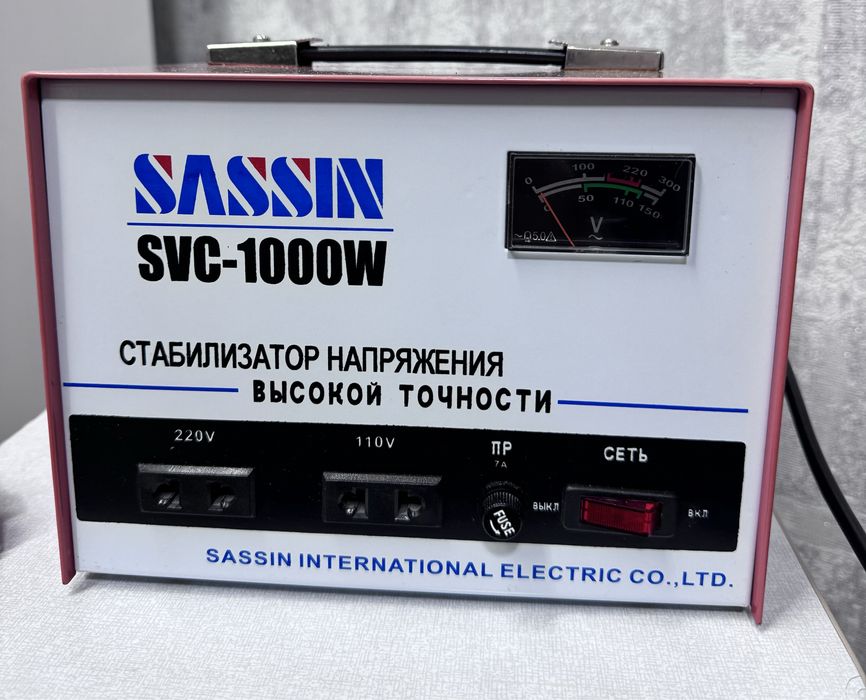 SASSIN
SVC-1000W
0 100 220 300
0 50 110 150
V
~
5.0
СТАБИЛИЗАТОР НАПРЯЖЕНИЯ
ВЫСОКОЙ ТОЧНОСТИ
220V 110V ПР СЕТЬ
7A
ВЫКЛ ВКЛ
FUSE
SASSIN INTERNATIONAL ELECTRIC CO.,LTD.